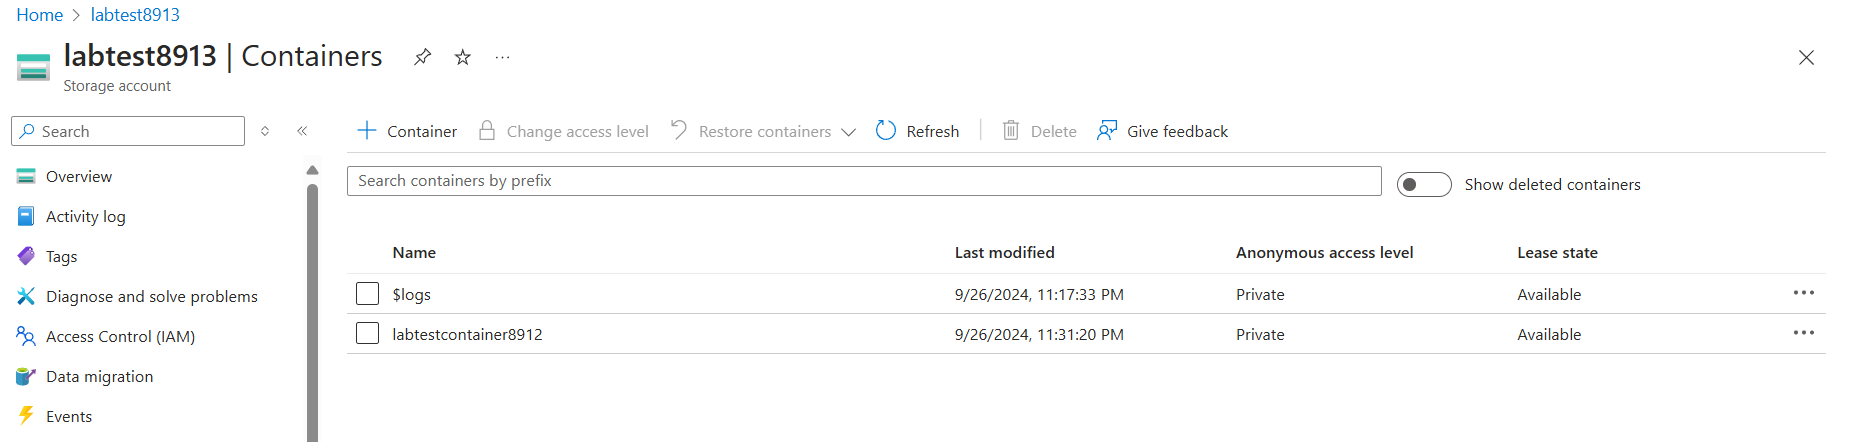 Home > labtest8913
labtest8913 | Containers
Storage account
Search
Overview
Activity log
Tags
Diagnose and solve problems
Access Control (IAM)
Data migration
Events
Container Change access level Restore containers Refresh Delete Give feedback
Search containers by prefix Show deleted containers
Name Last modified Anonymous access level Lease state
$logs 9/26/2024, 11:17:33 PM Private Available
labtestcontainer8912 9/26/2024, 11:31:20 PM Private Available